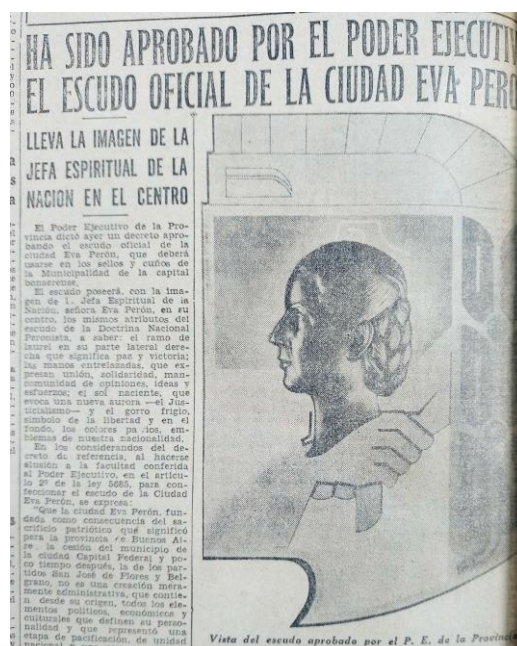 HA SIDO APROBADO POR EL PODER EJECUTIV
EL ESCUDO OFICIAL DE LA CIUDAD EVA PERO
LLEVA LA IMAGEN DE LA
JEFA ESPIRITUAL DE LA
NACION EN EL CENTRO
El Poder Ejecutivo de la Pro-
vincia dictó ayer un decreto apro-
bando el escudo oficial de la
ciudad Eva Perón, que deberá
usarse en los sellos y cuños de
la Municipalidad de la capital
bonaerense.
El escudo poseerá, con la ima-
gen de l. Jefa Espiritual de la
Nación, señora Eva Perón, en su
centro, los mismos atributos del
escudo de la Doctrina Nacional
Peronista, a saber: el ramo de
laurel en su parte lateral dere-
cha que significa paz y victoria;
las manos entrelazadas, que ex-
presan unión, solidaridad, man-
comunidad de opiniones, ideas y
esfuerzos; el sol naciente, que
evoca una nueva aurora —el Jus-
ticialismo— y el gorro frigio,
símbolo de la libertad y en el
fondo, los colores pa.ios, em-
blemas de nuestra nacionalidad.
En los considerandos del de-
creto de referencia, al hacerse
alusión a la facultad conferida
al Poder Ejecutivo, en el artícu-
lo 2º de la ley 5685, para con-
feccionar el escudo de la Ciudad
Eva Perón, se expresa:
"Que la ciudad Eva Perón, fun-
dada como consecuencia del sa-
crificio patriótico que significó
para la provincia de Buenos Ai-
re. la cesión del municipio de
la ciudad Capital Federal y po-
co tiempo después, la de los par-
tidos San José de Flores y Bel-
grano, no es una creación mera-
mente administrativa, que contie-
n. desde su origen, todos los ele-
mentos políticos, económicos y
culturales que definen su perso-
nalidad y que representó una
etapa de pacificación, de unidad
nacional
Vista del escudo aprobado por el P. E. de la Provincia